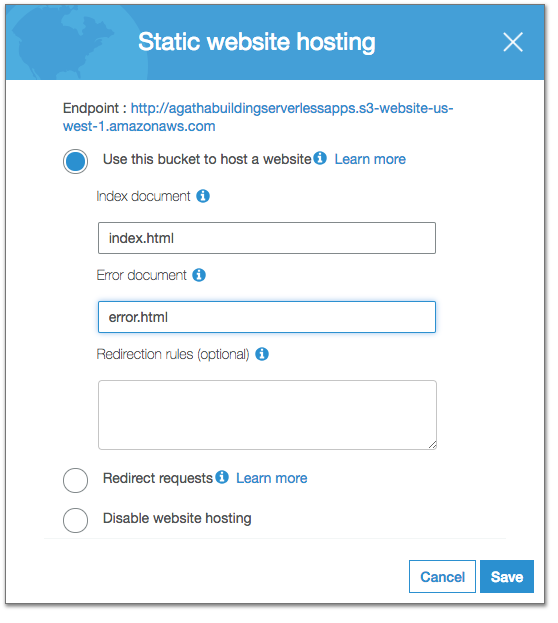 Static website hosting
Endpoint : http://agathabuildingserverlessapps.s3-website-us-
west-1.amazonaws.com
Use this bucket to host a website Learn more
Index document
index.html
Error document
error.html
Redirection rules (optional)
Redirect requests Learn more
Disable website hosting
Cancel Save